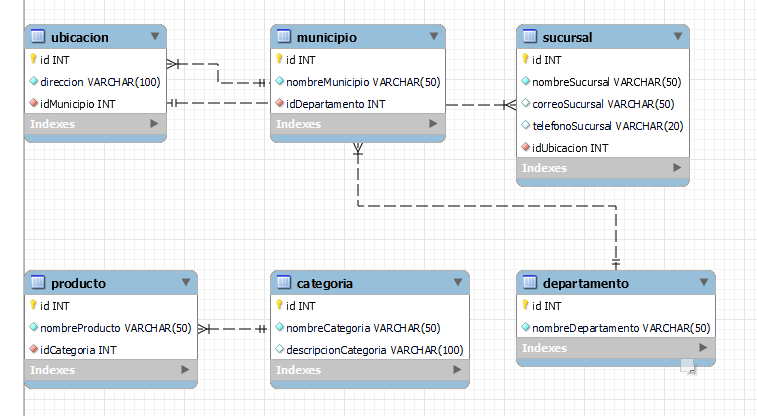 ubicacion
id INT
direccion VARCHAR(100)
idMunicipio INT
Indexes
municipio
id INT
nombreMunicipio VARCHAR(50)
idDepartamento INT
Indexes
sucursal
id INT
nombreSucursal VARCHAR(50)
correoSucursal VARCHAR(50)
telefonoSucursal VARCHAR(20)
idUbicacion INT
Indexes
producto
id INT
nombreProducto VARCHAR(50)
idCategoria INT
Indexes
categoria
id INT
nombreCategoria VARCHAR(50)
descripcionCategoria VARCHAR(100)
Indexes
departamento
id INT
nombreDepartamento VARCHAR(50)
Indexes